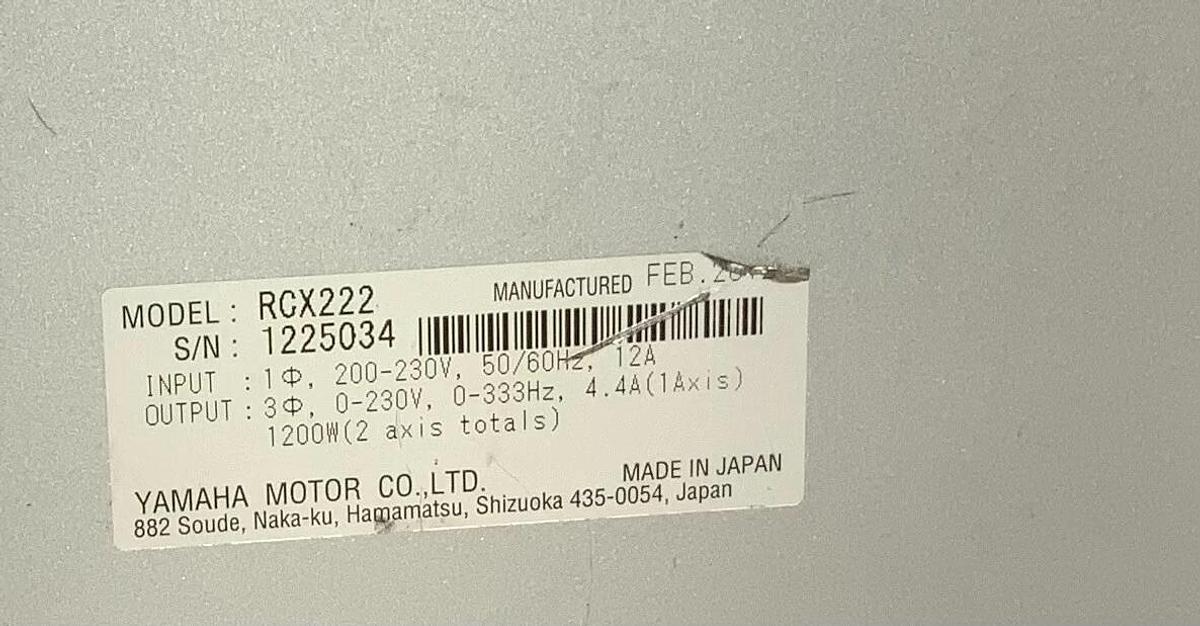 MODEL : RCX222 MANUFACTURED FEB.
S/N : 1225034
INPUT : 1Φ, 200-230V, 50/60Hz, 12A
OUTPUT : 3Φ, 0-230V, 0-333Hz, 4.4A(1Axis)
1200W(2 axis totals)
YAMAHA MOTOR CO.,LTD. MADE IN JAPAN
882 Soude, Naka-ku, Hamamatsu, Shizuoka 435-0054, Japan